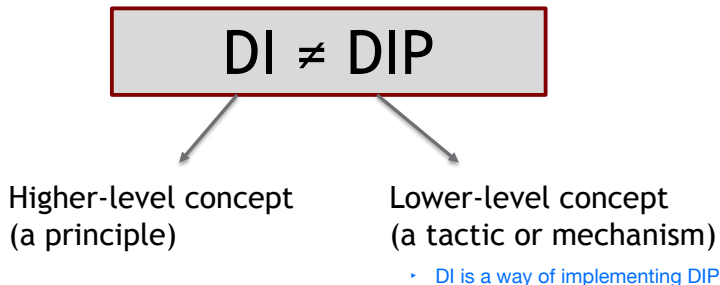 DI ≠ DIP
Higher-level concept
(a principle)
Lower-level concept
(a tactic or mechanism)
‣ DI is a way of implementing DIP